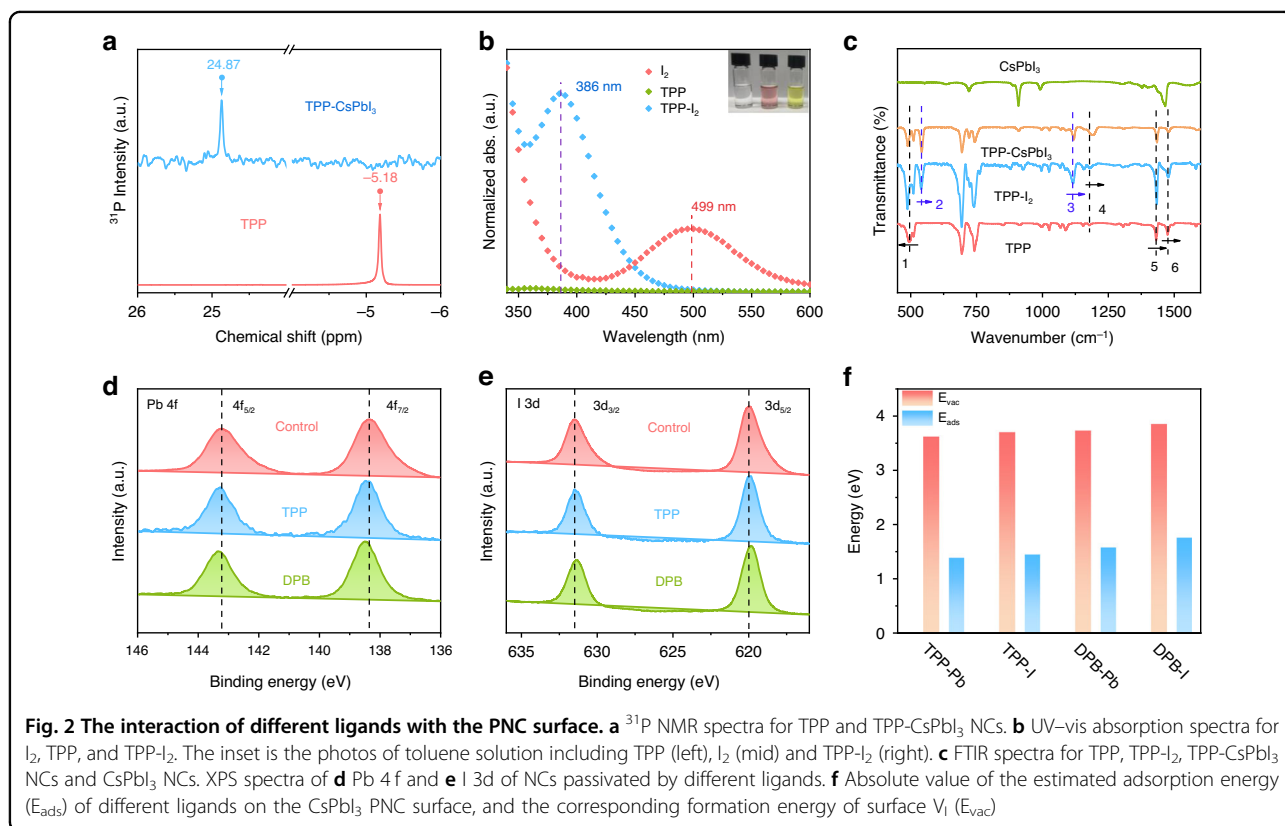 a
24.87
TPP-CsPbI₃
−5.18
TPP
³¹P Intensity (a.u.)
26 25 −5 −6
Chemical shift (ppm)
b
I₂
TPP
TPP-I₂
386 nm
499 nm
Normalized abs. (a.u.)
350 400 450 500 550 600
Wavelength (nm)
c
CsPbI₃
TPP-CsPbI₃
TPP-I₂
TPP
1 2 3 4 5 6
Transmittance (%)
500 750 1000 1250 1500
Wavenumber (cm⁻¹)
d
Pb 4f 4f₅/₂ 4f₇/₂
Control
TPP
DPB
Intensity (a.u.)
146 144 142 140 138 136
Binding energy (eV)
e
I 3d 3d₃/₂ 3d₅/₂
Control
TPP
DPB
Intensity (a.u.)
635 630 625 620
Binding energy (eV)
f
Eᵥₐc
Eₐdₛ
Energy (eV)
4
3
2
1
0
TPP-Pb TPP-I DPB-Pb DPB-I
Fig. 2 The interaction of different ligands with the PNC surface. a ³¹P NMR spectra for TPP and TPP-CsPbI₃ NCs. b UV–vis absorption spectra for
I₂, TPP, and TPP-I₂. The inset is the photos of toluene solution including TPP (left), I₂ (mid) and TPP-I₂ (right). c FTIR spectra for TPP, TPP-I₂, TPP-CsPbI₃
NCs and CsPbI₃ NCs. XPS spectra of d Pb 4 f and e I 3d of NCs passivated by different ligands. f Absolute value of the estimated adsorption energy
(Eₐdₛ) of different ligands on the CsPbI₃ PNC surface, and the corresponding formation energy of surface V_I (Eᵥₐc)